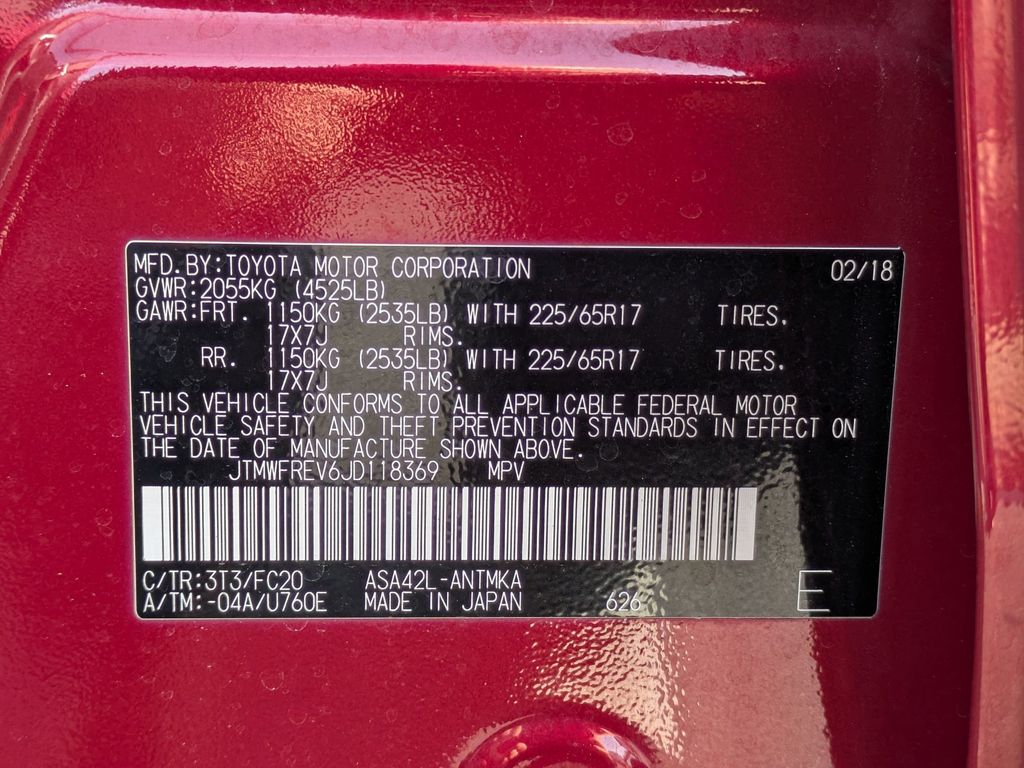 MFD.BY:TOYOTA MOTOR CORPORATION 02/18
GVWR:2055KG (4525LB)
GAWR:FRT. 1150KG (2535LB) WITH 225/65R17 TIRES.
17X7J RIMS.
RR. 1150KG (2535LB) WITH 225/65R17 TIRES.
17X7J RIMS.
THIS VEHICLE CONFORMS TO ALL APPLICABLE FEDERAL MOTOR
VEHICLE SAFETY AND THEFT PREVENTION STANDARDS IN EFFECT ON
THE DATE OF MANUFACTURE SHOWN ABOVE.
JTMWFREV6JD118369 MPV
C/TR:3T3/FC20 ASA42L-ANTMKA
A/TM:-04A/U760E MADE IN JAPAN 626 E